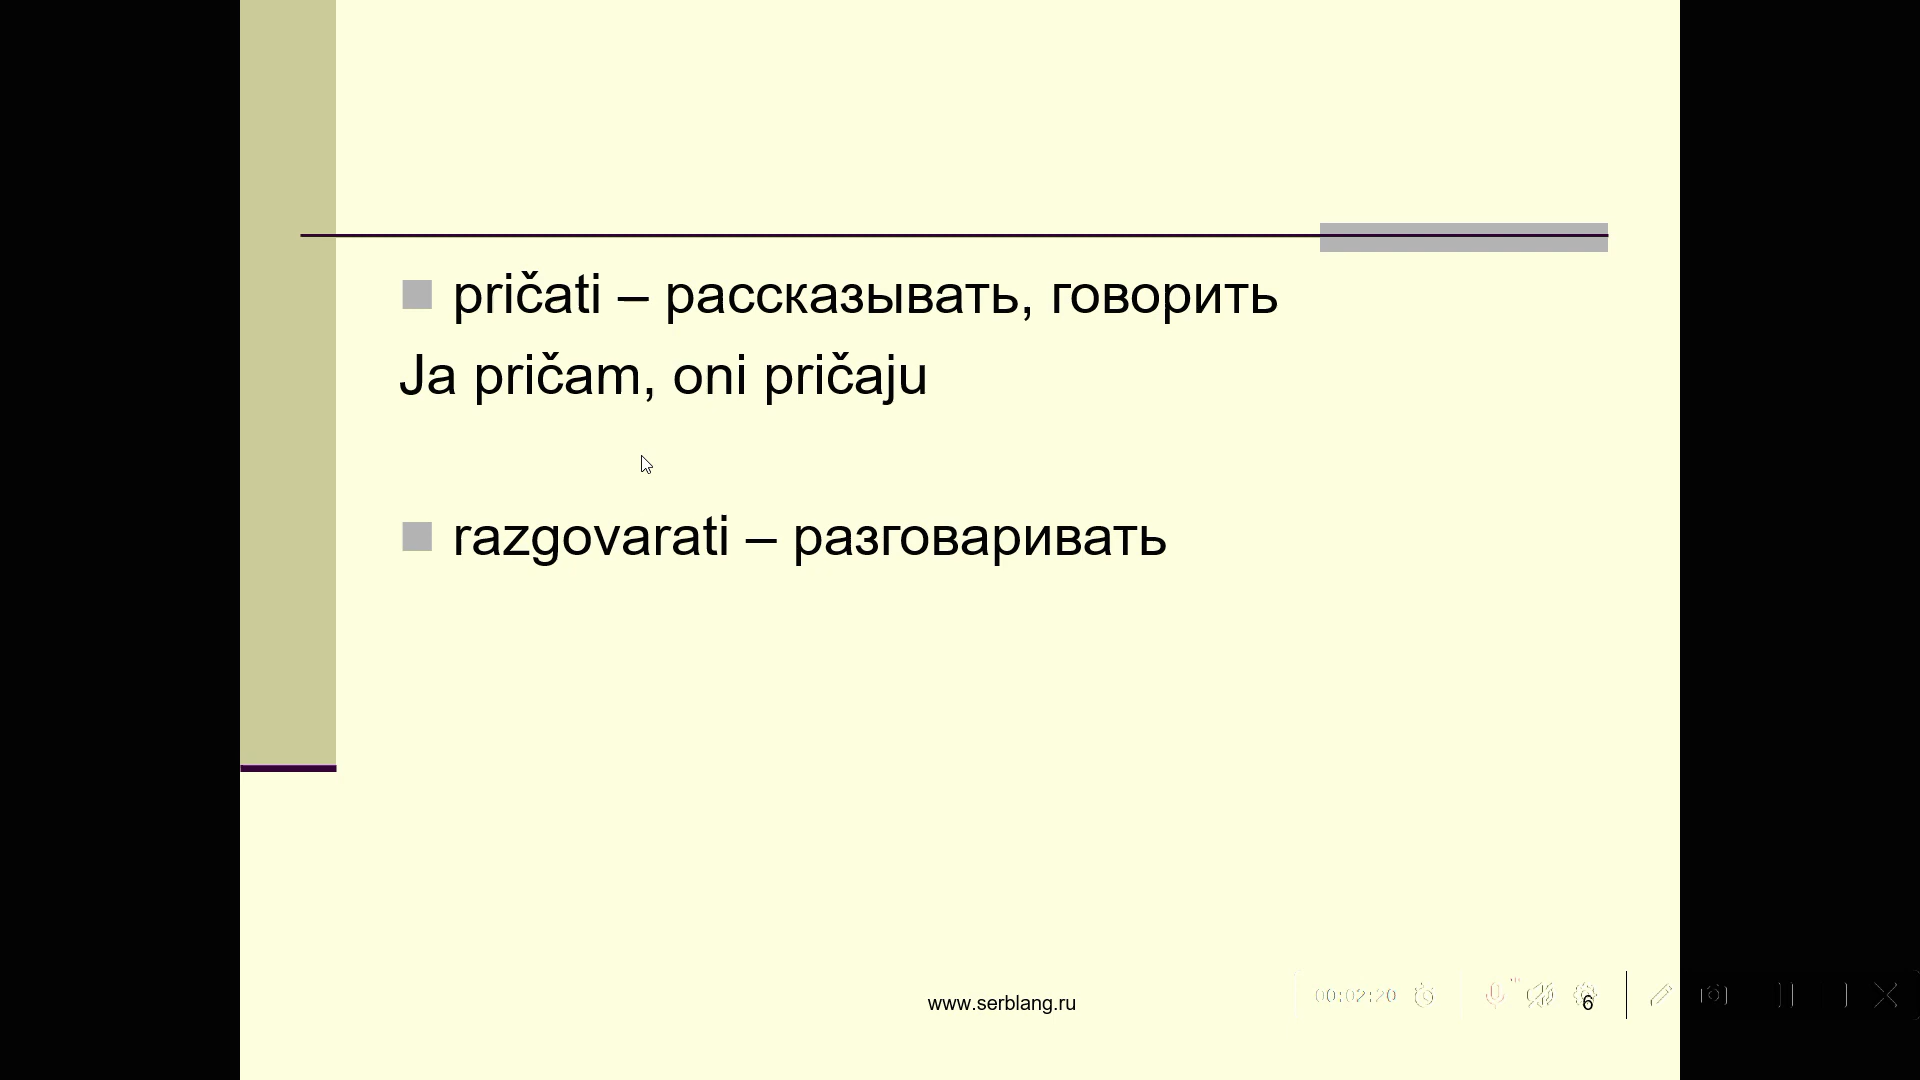 pričati – рассказывать, говорить
Ja pričam, oni pričaju
razgovarati – разговаривать
www.serblang.ru
00:02:20
6